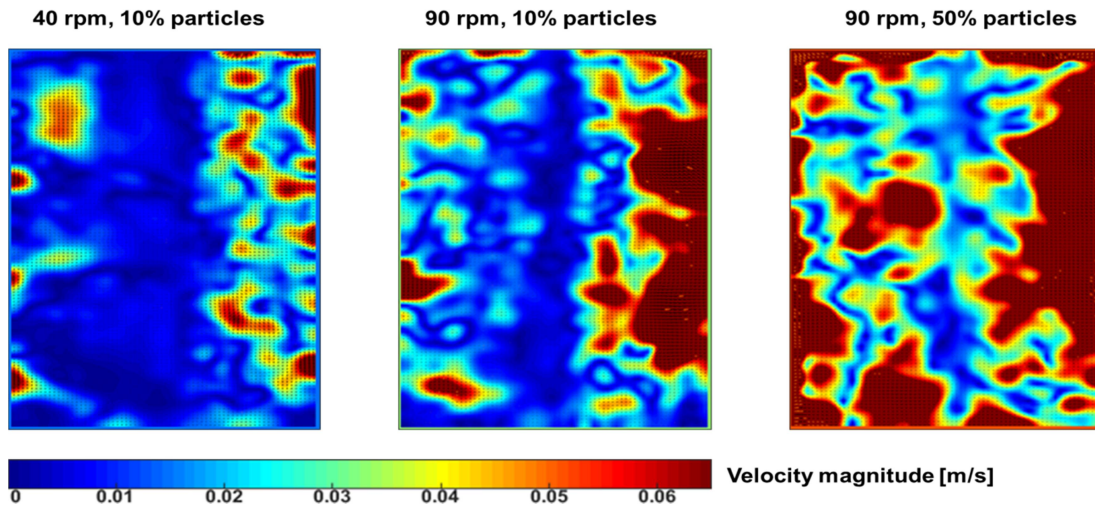 40 rpm, 10% particles
90 rpm, 10% particles
90 rpm, 50% particles
0 0.01 0.02 0.03 0.04 0.05 0.06
Velocity magnitude [m/s]